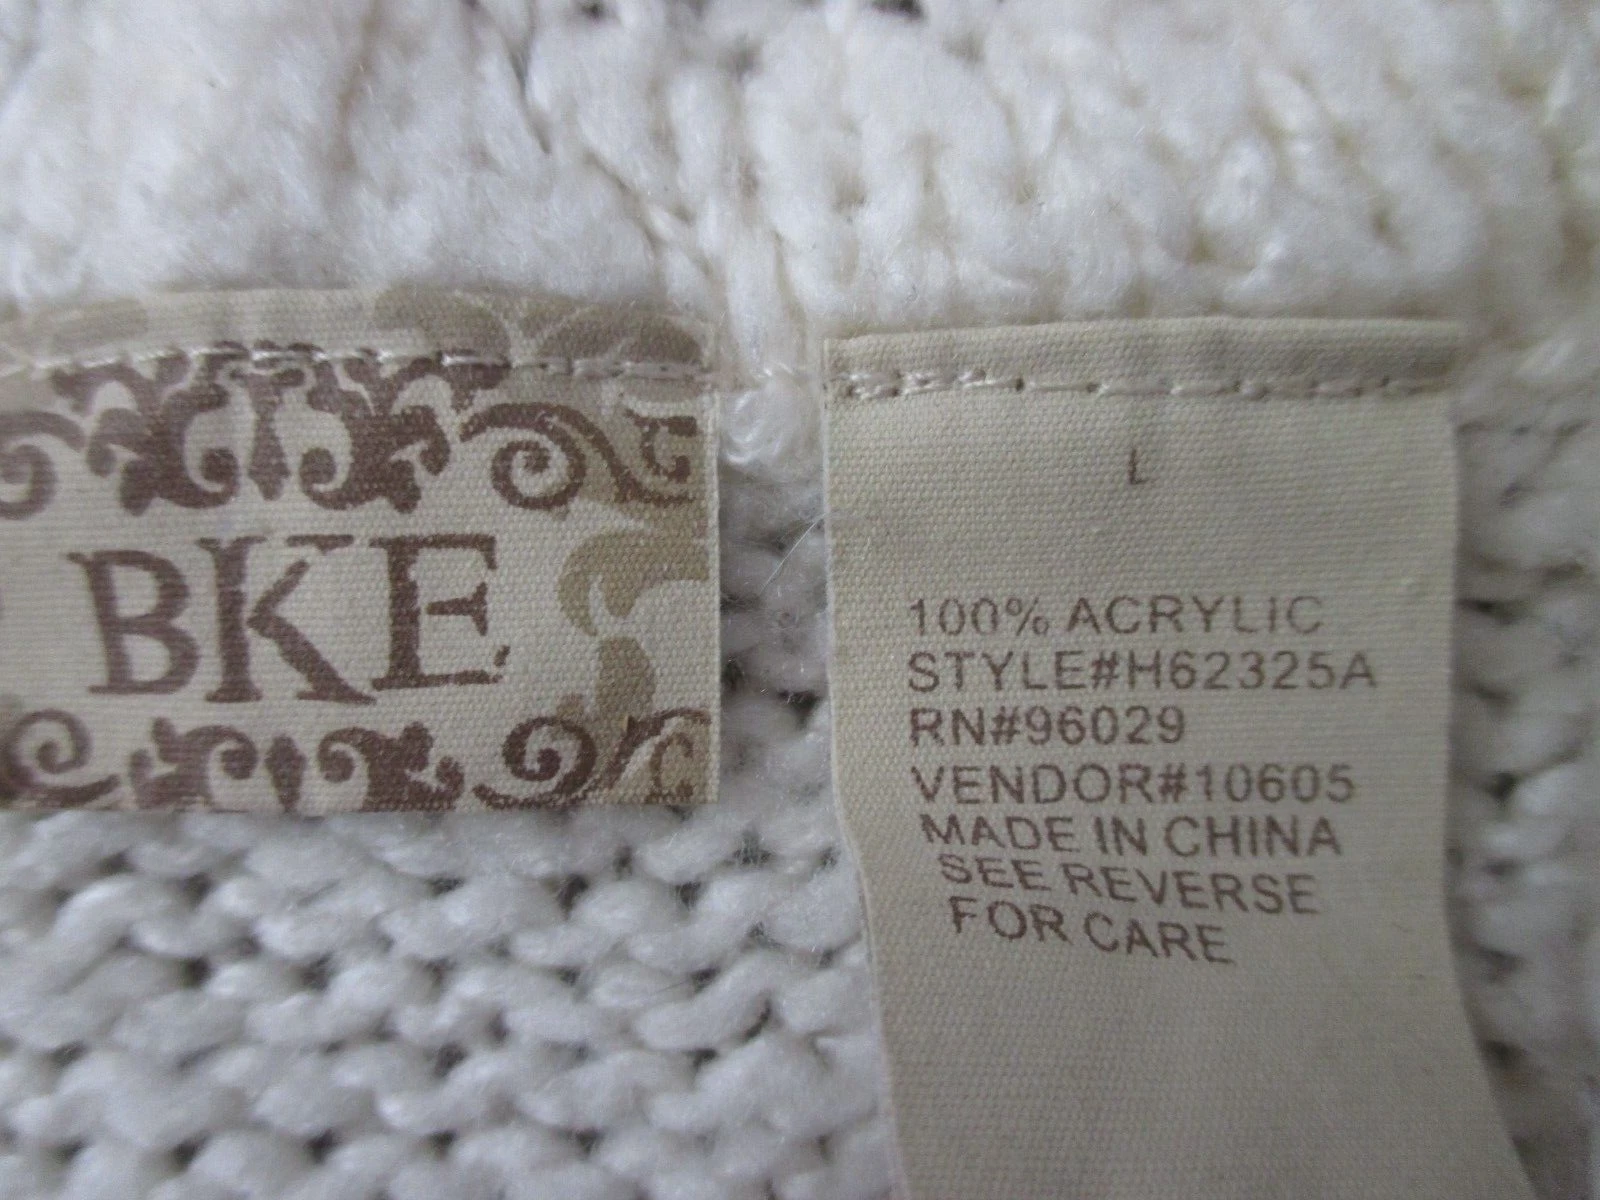 BKE
L
100% ACRYLIC
STYLE#H62325A
RN#96029
VENDOR#10605
MADE IN CHINA
SEE REVERSE
FOR CARE